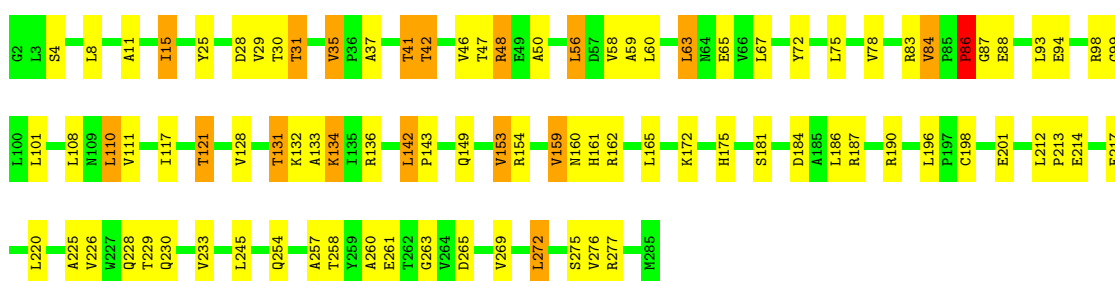 G2 L3 S4 L8 A11 I15 Y25 D28 V29 T30 T31 V35 P36 A37 T41 T42 V46 T47 R48 E49 A50 L56 D57 V58 A59 L60 L63 N64 E65 V66 L67 Y72 L75 V78 R83 V84 P85 P86 G87 E88 L93 E94 R98 G99
L100 L101 L108 N109 L110 V111 I117 T121 V128 T131 K132 A133 K134 I135 R136 L142 P143 Q149 V153 R154 V159 N160 H161 R162 L165 K172 H175 S181 D184 A185 L186 R187 R190 L196 P197 C198 E201 L212 P213 E214
L220 A225 V226 W227 Q228 T229 Q230 V233 L245 Q254 A257 T258 Y259 A260 E261 T262 G263 V264 D265 V269 L272 S275 V276 R277 M285